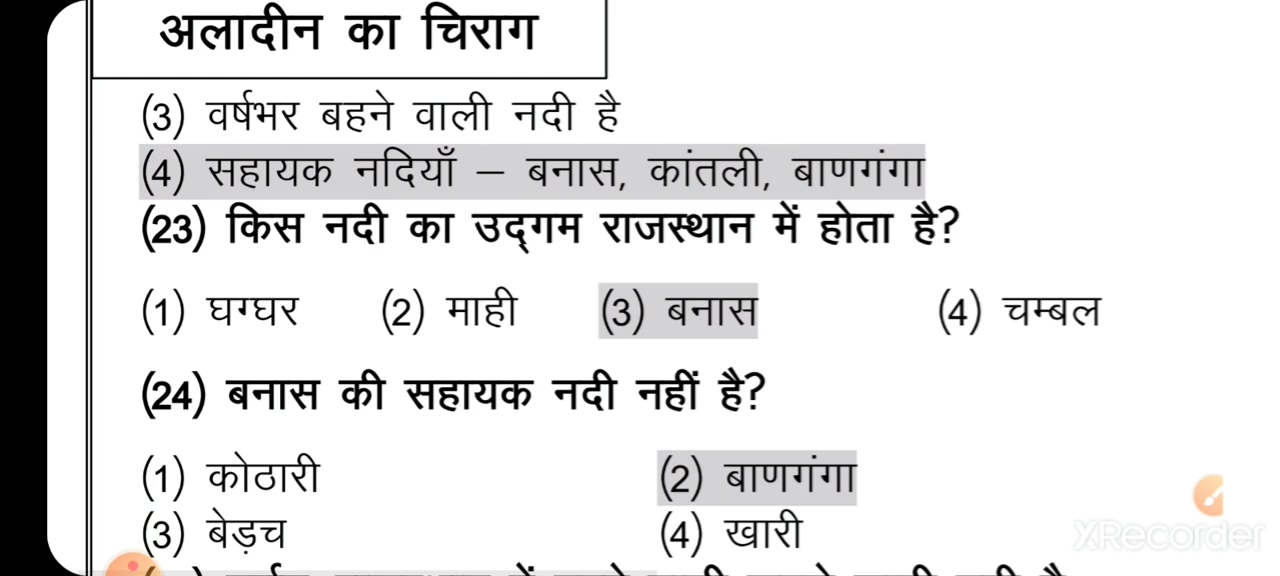 अलादीन का चिराग
(3) वर्षभर बहने वाली नदी है
(4) सहायक नदियाँ – बनास, कांतली, बाणगंगा
(23) किस नदी का उद्गम राजस्थान में होता है?
(1) घग्घर (2) माही (3) बनास (4) चम्बल
(24) बनास की सहायक नदी नहीं है?
(1) कोठारी (2) बाणगंगा
(3) बेड़च (4) खारी
XRecorder